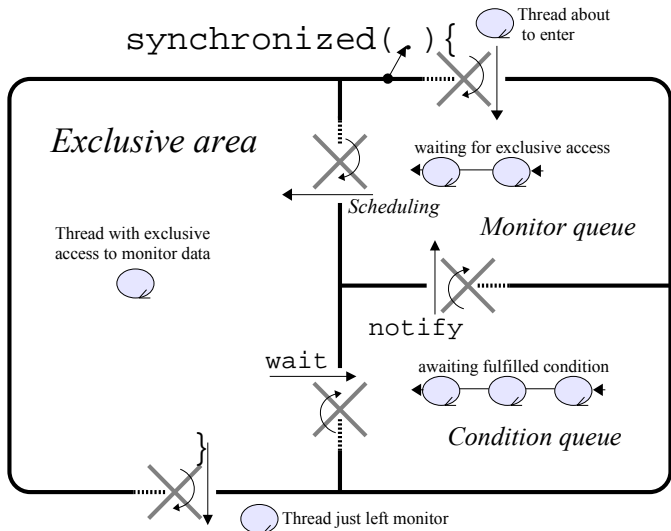 synchronized( ){
Thread about
to enter
Exclusive area
waiting for exclusive access
Scheduling
Monitor queue
Thread with exclusive
access to monitor data
notify
wait
awaiting fulfilled condition
Condition queue
}
Thread just left monitor